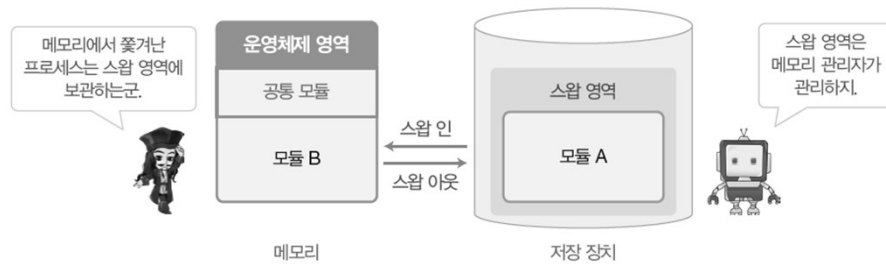 메모리에서 쫓겨난
프로세스는 스왑 영역에
보관하는군.
운영체제 영역
공통 모듈
모듈 B
스왑 인
스왑 아웃
스왑 영역
모듈 A
스왑 영역은
메모리 관리자가
관리하지.
메모리
저장 장치